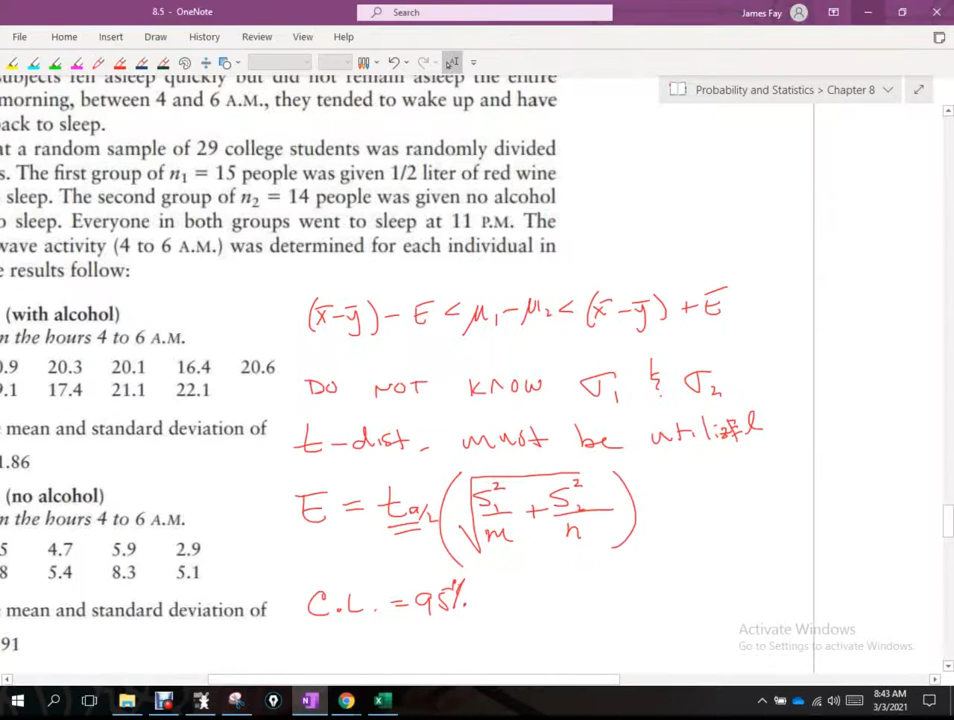 8.5 - OneNote
Search
James Fay
File Home Insert Draw History Review View Help
subjects fell asleep quickly but did not remain asleep the entire
morning, between 4 and 6 A.M., they tended to wake up and have
back to sleep.
Probability and Statistics > Chapter 8
at a random sample of 29 college students was randomly divided
s. The first group of n₁ = 15 people was given 1/2 liter of red wine
sleep. The second group of n₂ = 14 people was given no alcohol
o sleep. Everyone in both groups went to sleep at 11 P.M. The
wave activity (4 to 6 A.M.) was determined for each individual in
e results follow:
(with alcohol)
n the hours 4 to 6 A.M.
0.9 20.3 20.1 16.4 20.6
9.1 17.4 21.1 22.1
e mean and standard deviation of
1.86
(no alcohol)
n the hours 4 to 6 A.M.
5 4.7 5.9 2.9
8 5.4 8.3 5.1
e mean and standard deviation of
91
(x̄-ȳ) - E < μ₁-μ₂ < (x̄-ȳ) + E
DO NOT KNOW σ₁ & σ₂
t-dist. must be utilized
E = t α/2 (√(S₁²/m + S₂²/n))
C.L. = 95%
Activate Windows
Go to Settings to activate Windows.
8:43 AM
3/3/2021